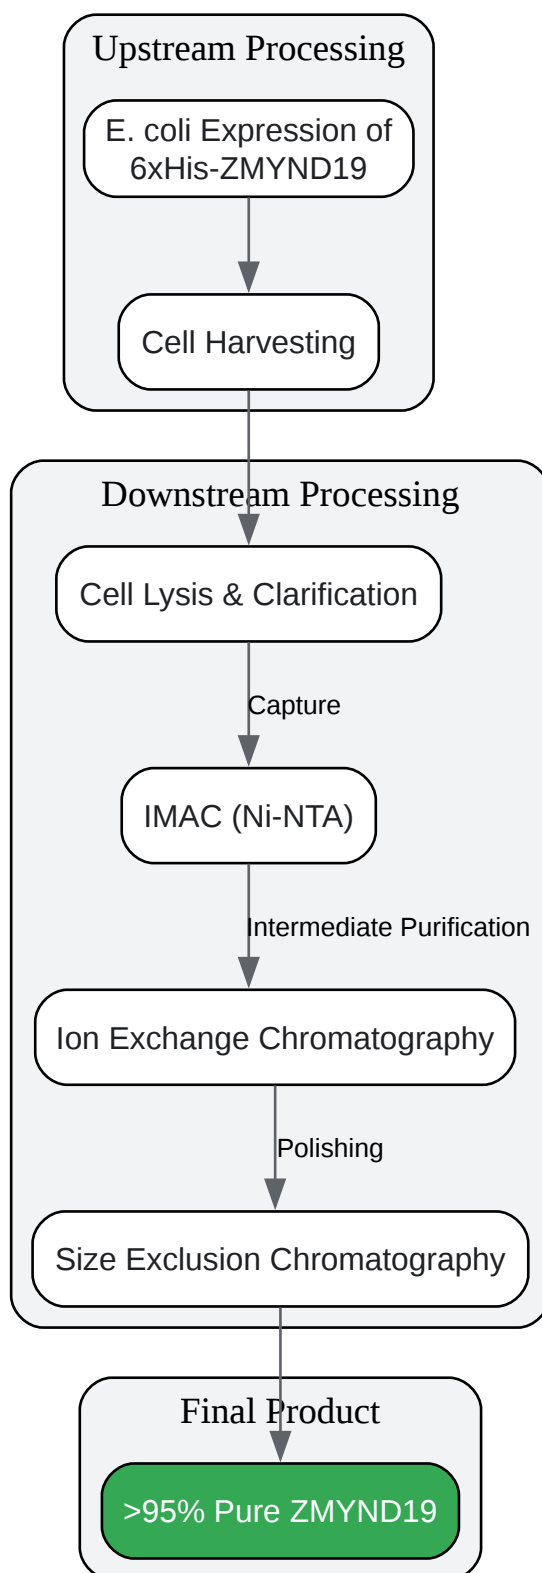 Upstream Processing
E. coli Expression of
6xHis-ZMYND19
Cell Harvesting
Downstream Processing
Cell Lysis & Clarification
Capture
IMAC (Ni-NTA)
Intermediate Purification
Ion Exchange Chromatography
Polishing
Size Exclusion Chromatography
Final Product
>95% Pure ZMYND19